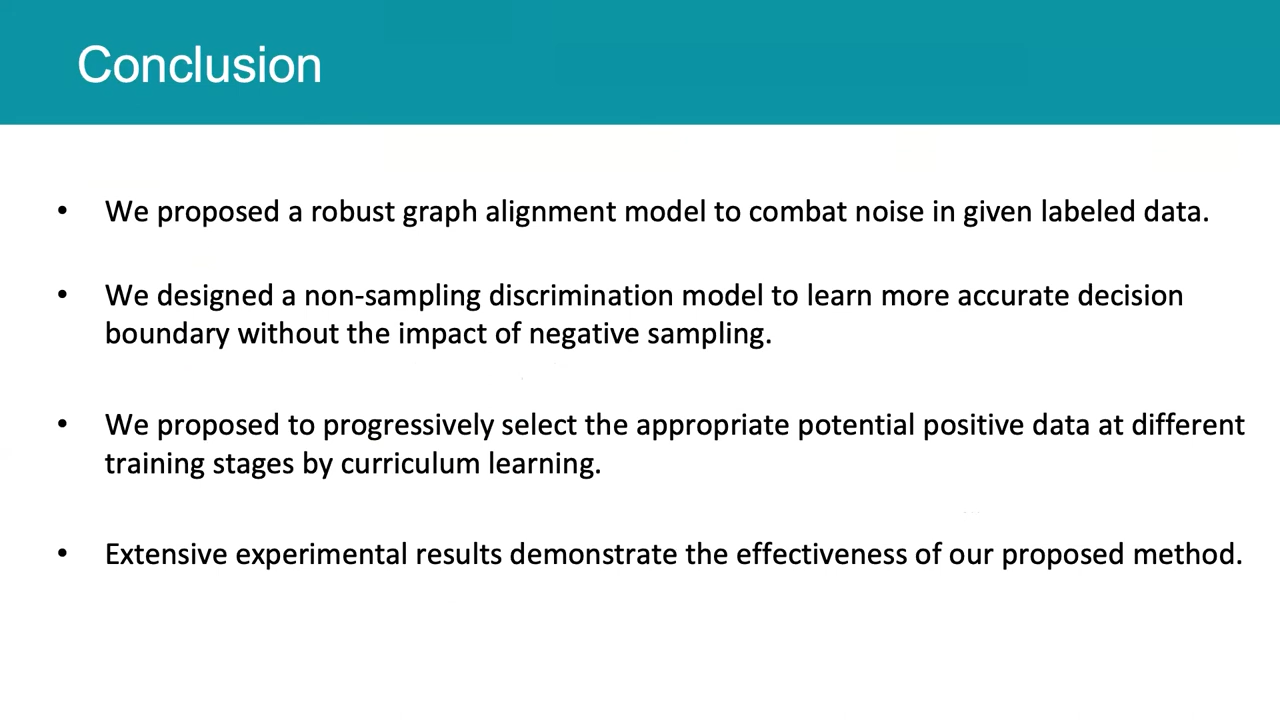 Conclusion
• We proposed a robust graph alignment model to combat noise in given labeled data.
• We designed a non-sampling discrimination model to learn more accurate decision
boundary without the impact of negative sampling.
• We proposed to progressively select the appropriate potential positive data at different
training stages by curriculum learning.
• Extensive experimental results demonstrate the effectiveness of our proposed method.